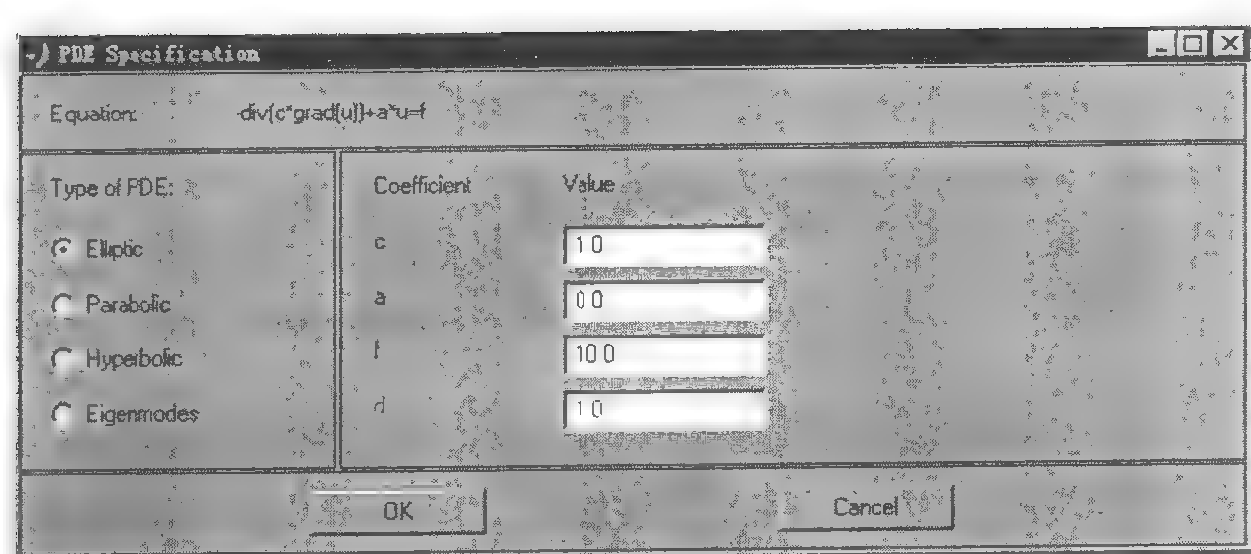 PDE Specification
Equation: -div(c*grad(u))+a*u=f
Type of PDE: Coefficient Value
Elliptic c 1 0
Parabolic a 0 0
Hyperbolic f 10 0
Eigenmodes d 1 0
OK Cancel